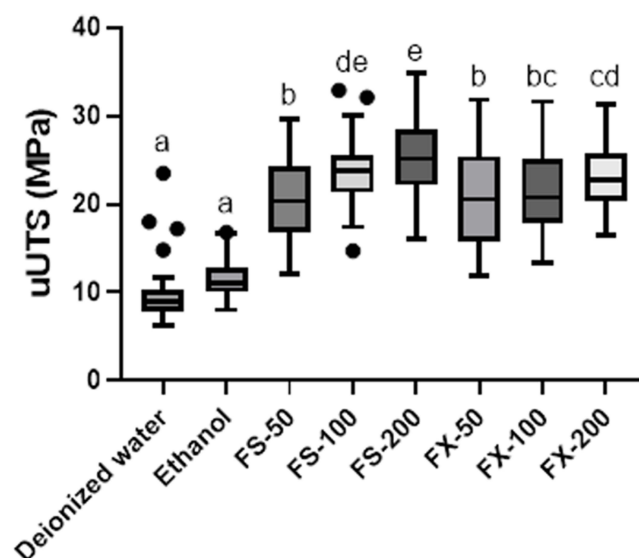 40
30
20
10
0
uUTS (MPa)
a
a
b
de
e
b
bc
cd
Deionized water
Ethanol
FS-50
FS-100
FS-200
FX-50
FX-100
FX-200